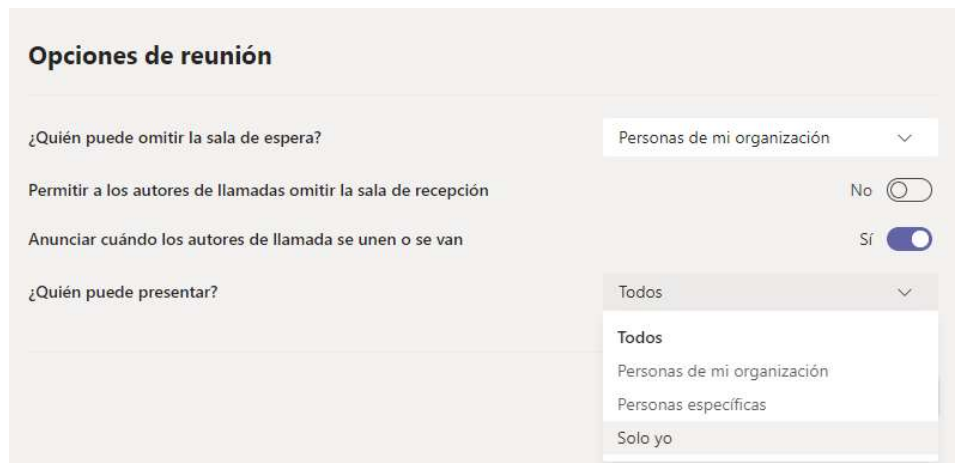 Opciones de reunión
¿Quién puede omitir la sala de espera? Personas de mi organización
Permitir a los autores de llamadas omitir la sala de recepción No
Anunciar cuándo los autores de llamada se unen o se van Sí
¿Quién puede presentar? Todos
Todos
Personas de mi organización
Personas específicas
Solo yo